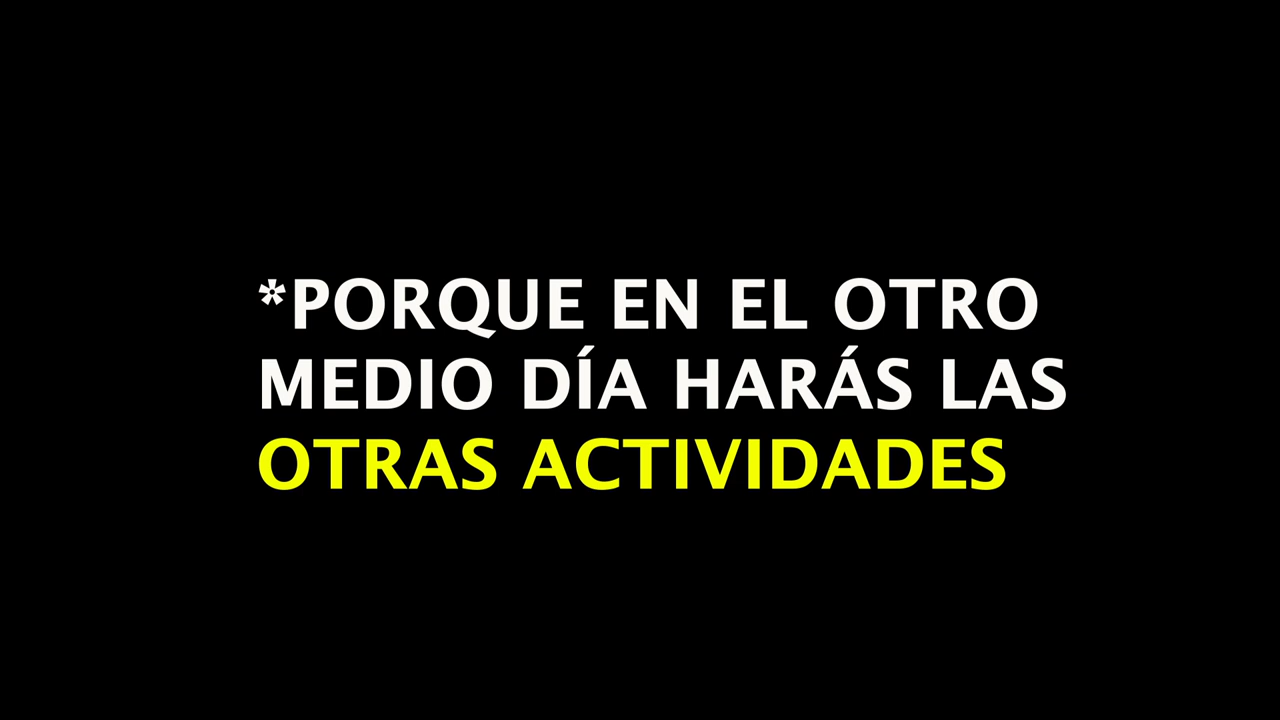 *PORQUE EN EL OTRO
MEDIO DÍA HARÁS LAS
OTRAS ACTIVIDADES